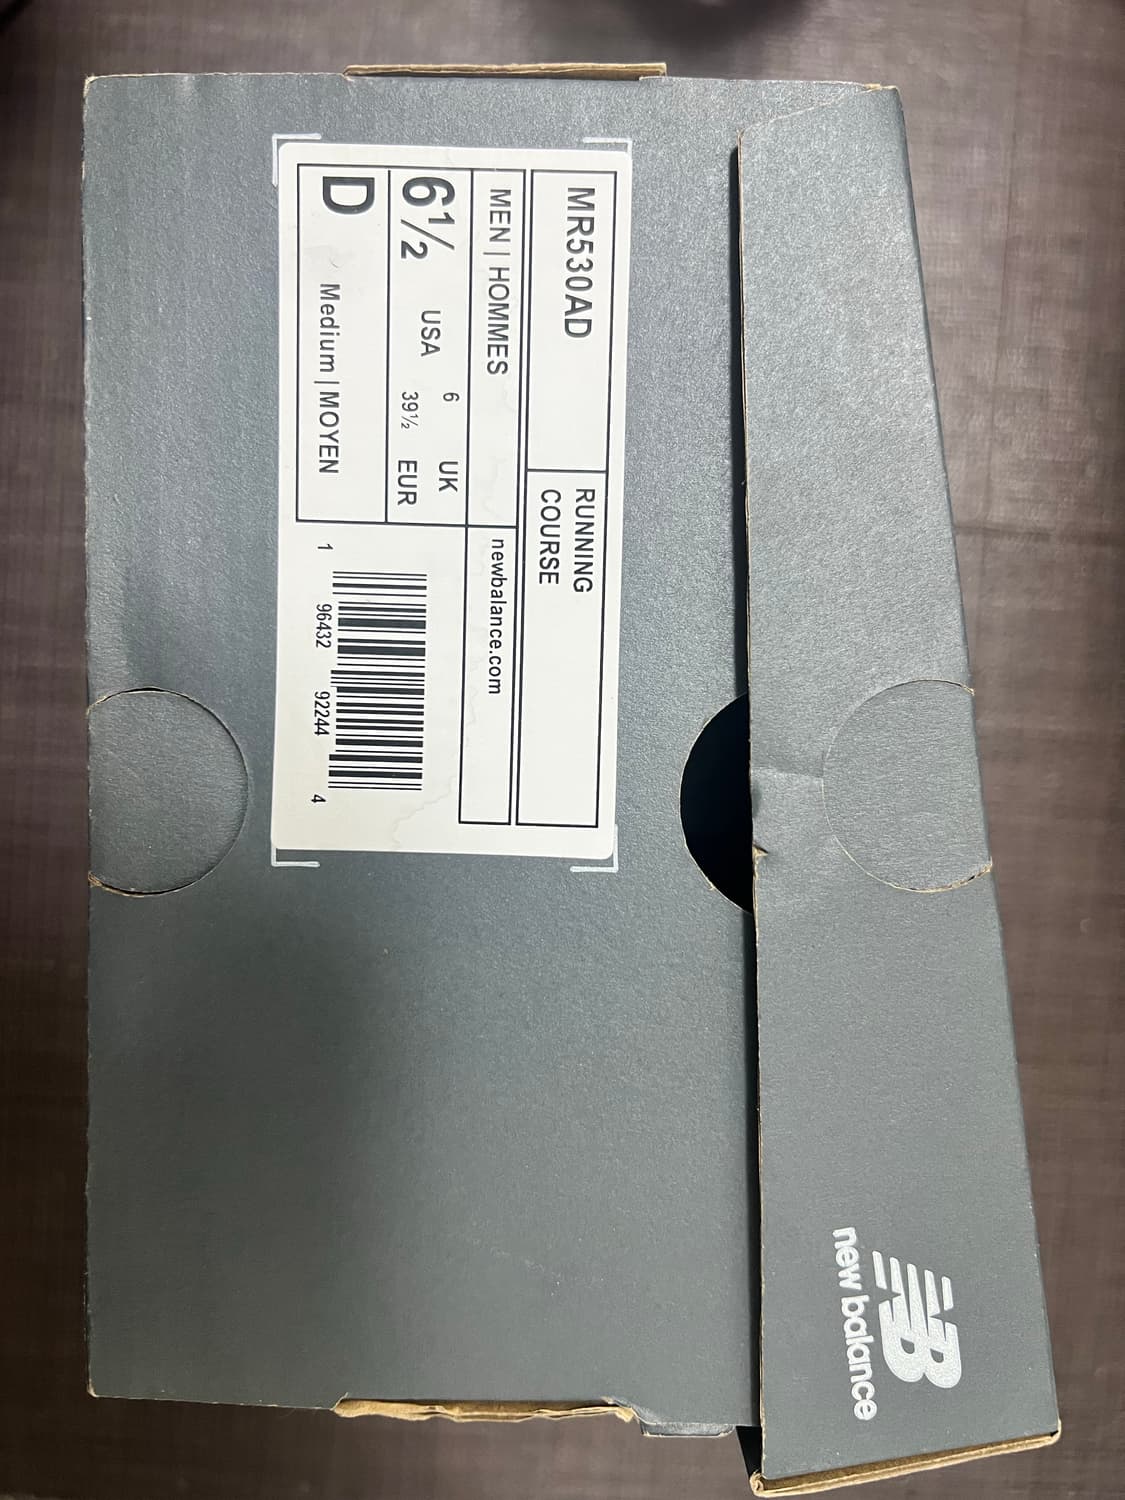 MR530AD
RUNNING
COURSE
MEN | HOMMES
newbalance.com
6½ USA
6 UK
39½ EUR
D Medium | MOYEN
1 96432 92244 4
NB
new balance